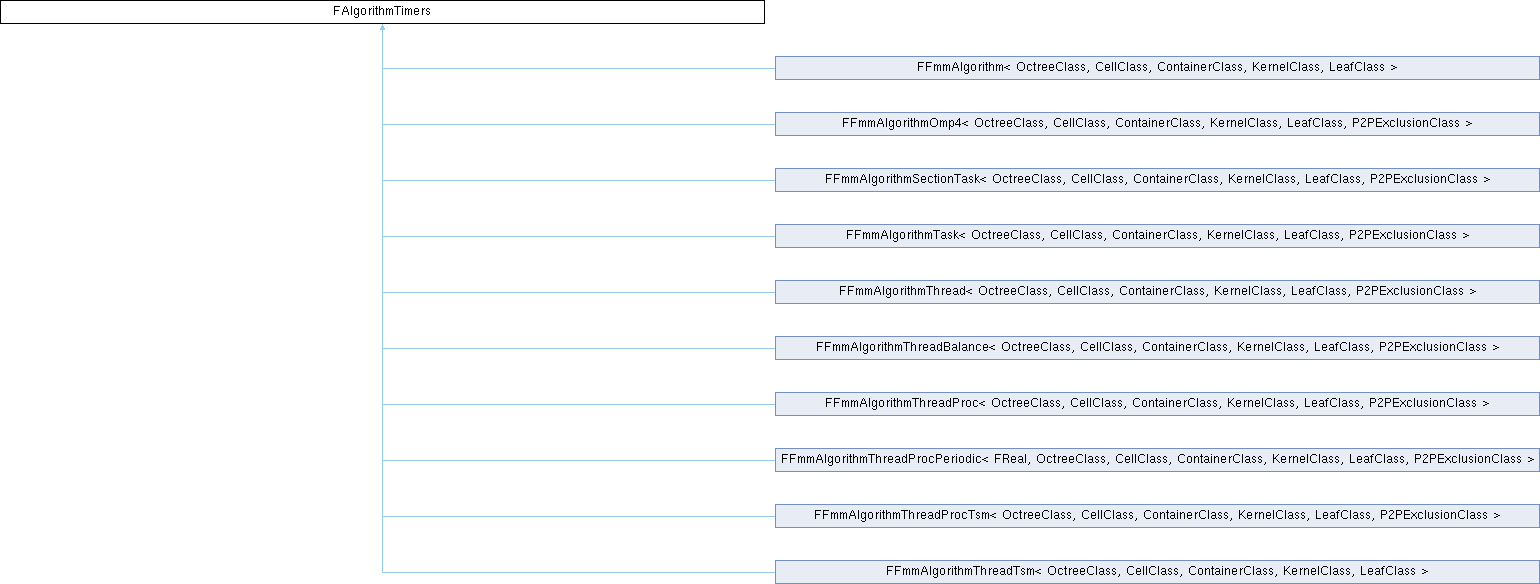 FAlgorithmTimers
FFmmAlgorithm< OctreeClass, CellClass, ContainerClass, KernelClass, LeafClass >
FFmmAlgorithmOmp4< OctreeClass, CellClass, ContainerClass, KernelClass, LeafClass, P2PExclusionClass >
FFmmAlgorithmSectionTask< OctreeClass, CellClass, ContainerClass, KernelClass, LeafClass, P2PExclusionClass >
FFmmAlgorithmTask< OctreeClass, CellClass, ContainerClass, KernelClass, LeafClass, P2PExclusionClass >
FFmmAlgorithmThread< OctreeClass, CellClass, ContainerClass, KernelClass, LeafClass, P2PExclusionClass >
FFmmAlgorithmThreadBalance< OctreeClass, CellClass, ContainerClass, KernelClass, LeafClass, P2PExclusionClass >
FFmmAlgorithmThreadProc< OctreeClass, CellClass, ContainerClass, KernelClass, LeafClass, P2PExclusionClass >
FFmmAlgorithmThreadProcPeriodic< FReal, OctreeClass, CellClass, ContainerClass, KernelClass, LeafClass, P2PExclusionClass >
FFmmAlgorithmThreadProcTsm< OctreeClass, CellClass, ContainerClass, KernelClass, LeafClass, P2PExclusionClass >
FFmmAlgorithmThreadTsm< OctreeClass, CellClass, ContainerClass, KernelClass, LeafClass >